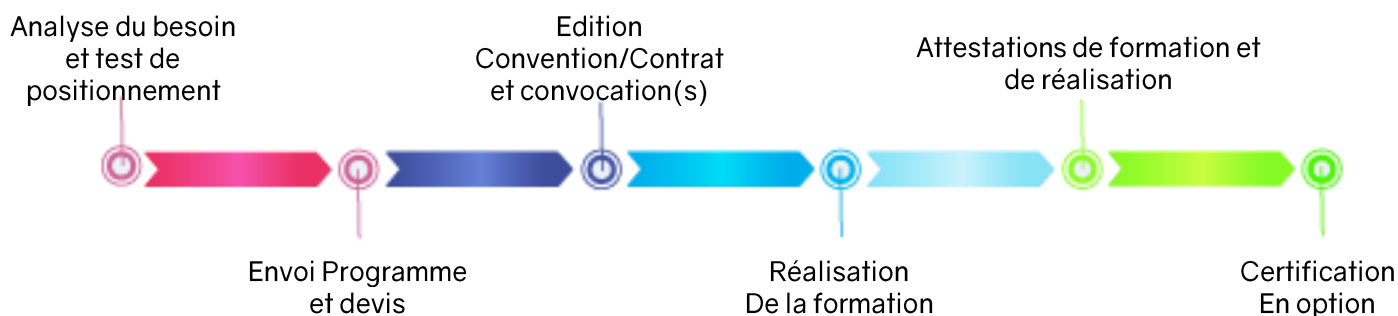 Analyse du besoin
et test de
positionnement
Envoi Programme
et devis
Edition
Convention/Contrat
et convocation(s)
Réalisation
De la formation
Attestations de formation et
de réalisation
Certification
En option